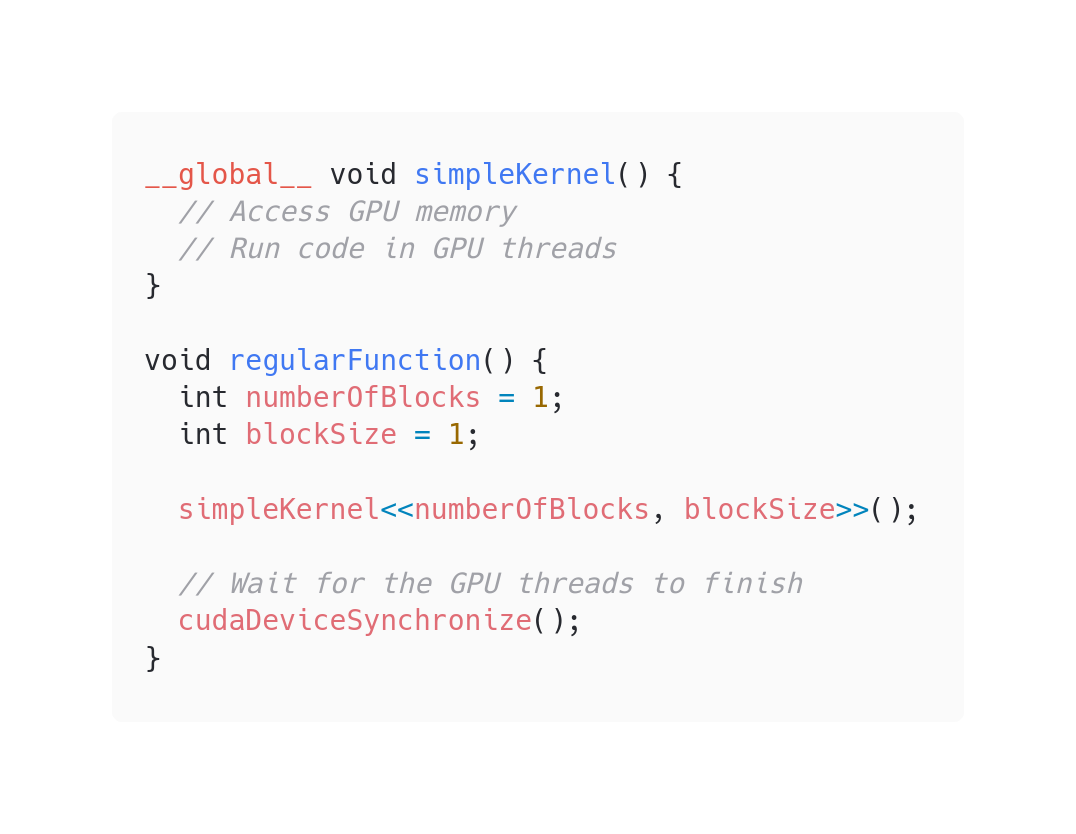 __global__ void simpleKernel() {
  // Access GPU memory
  // Run code in GPU threads
}

void regularFunction() {
  int numberOfBlocks = 1;
  int blockSize = 1;

  simpleKernel<<numberOfBlocks, blockSize>>();

  // Wait for the GPU threads to finish
  cudaDeviceSynchronize();
}